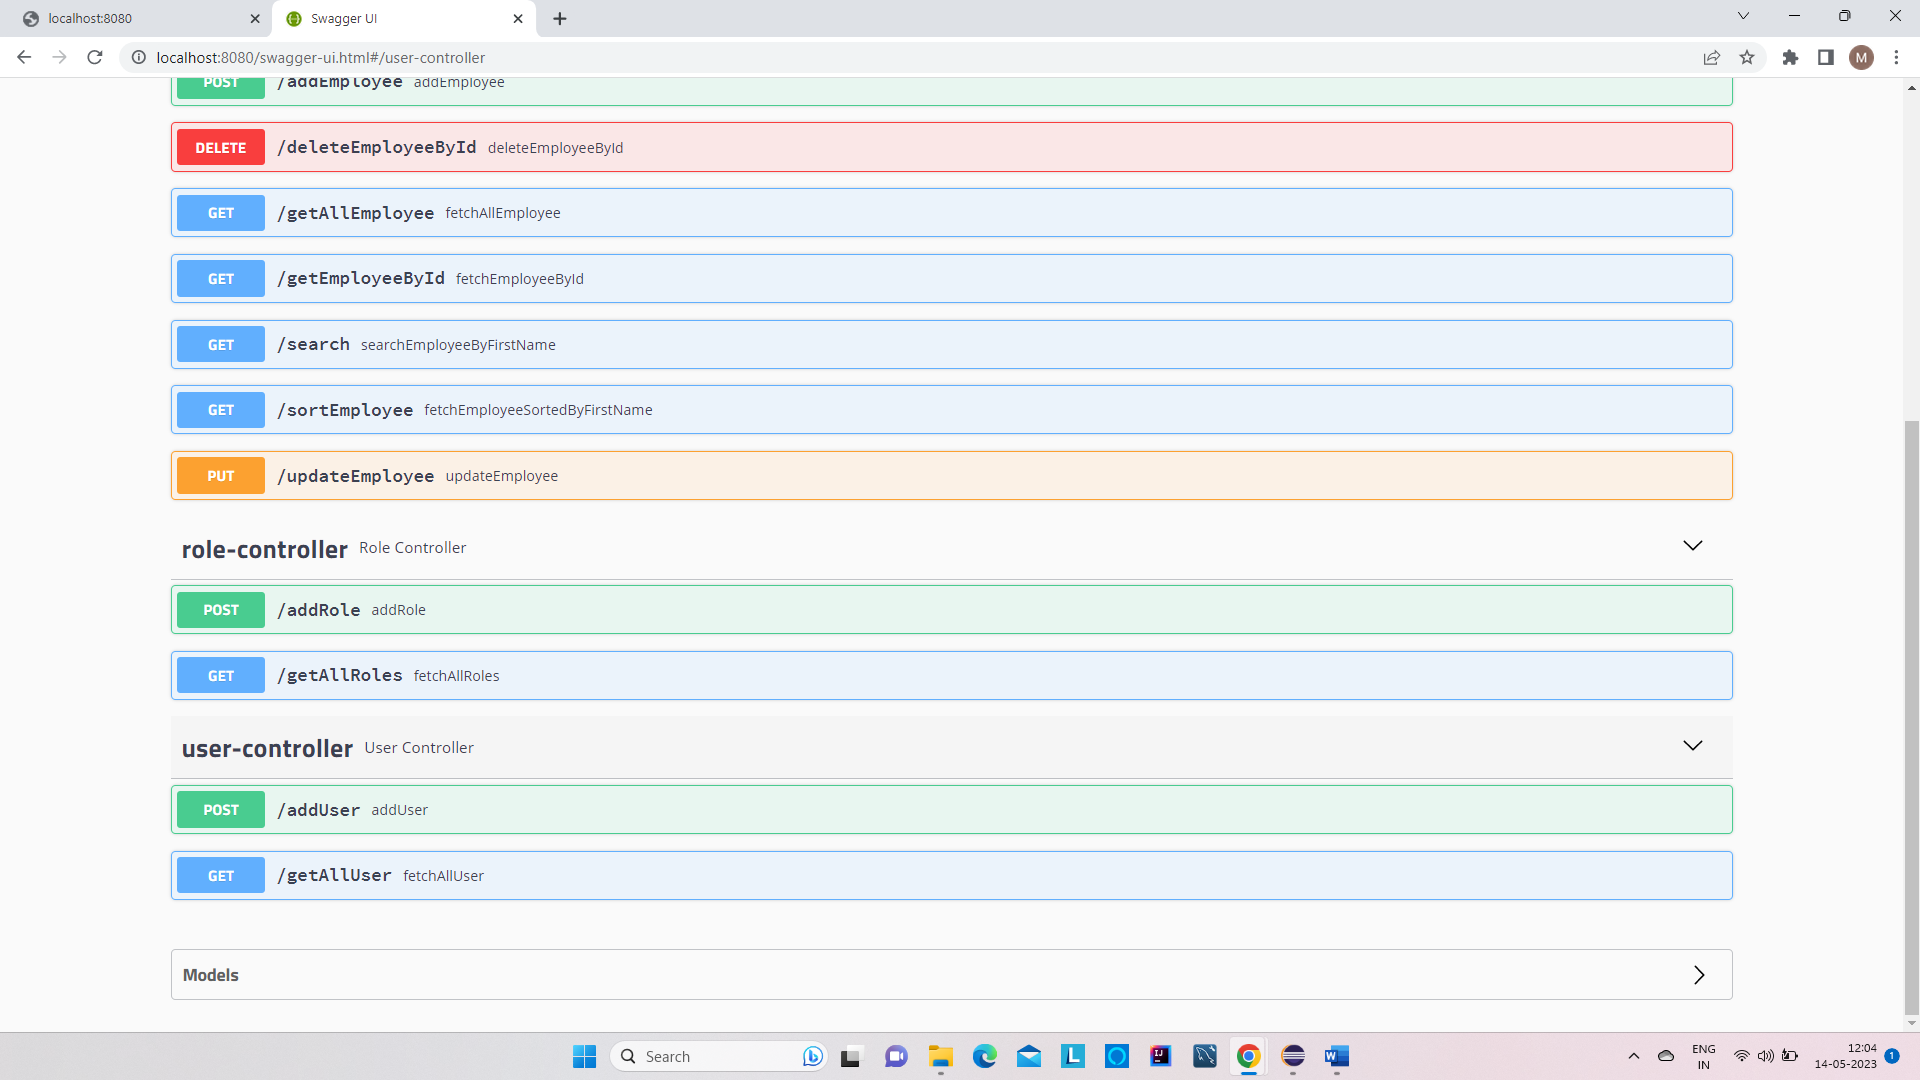 localhost:8080
Swagger UI
localhost:8080/swagger-ui.html#/user-controller
M
POST /addEmployee addEmployee
DELETE /deleteEmployeeById deleteEmployeeById
GET /getAllEmployee fetchAllEmployee
GET /getEmployeeById fetchEmployeeById
GET /search searchEmployeeByFirstName
GET /sortEmployee fetchEmployeeSortedByFirstName
PUT /updateEmployee updateEmployee
role-controller Role Controller
POST /addRole addRole
GET /getAllRoles fetchAllRoles
user-controller User Controller
POST /addUser addUser
GET /getAllUser fetchAllUser
Models
Search
L
IJ
W
ENG
IN
12:04
14-05-2023
1